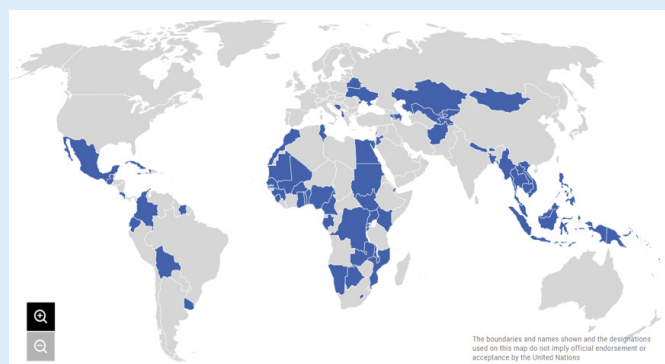 The boundaries and names shown and the designations
used on this map do not imply official endorsement or
acceptance by the United Nations